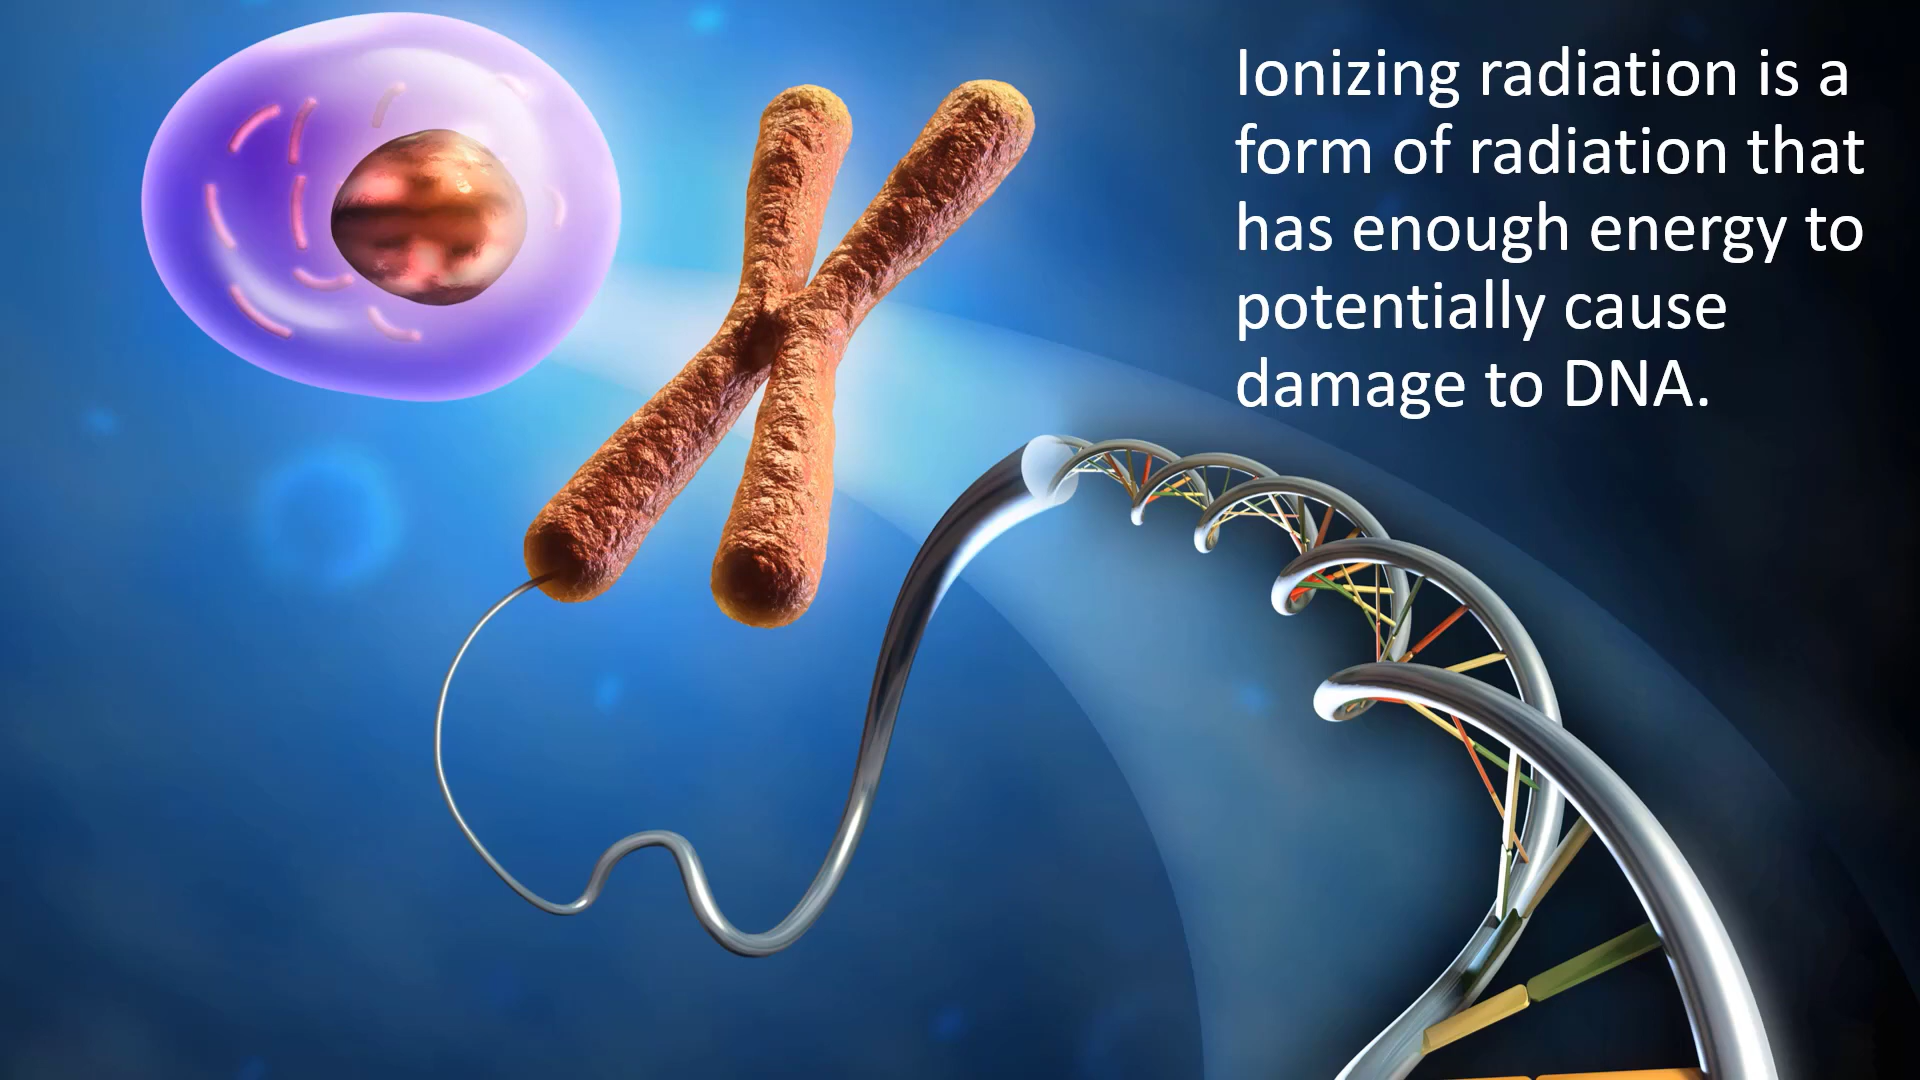 Ionizing radiation is a
form of radiation that
has enough energy to
potentially cause
damage to DNA.